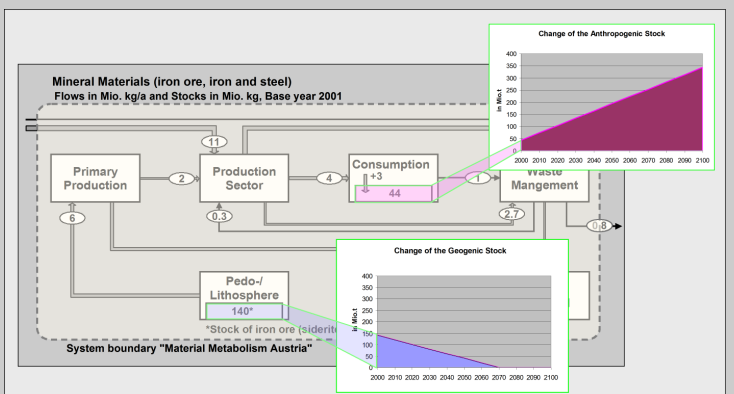 Change of the Anthropogenic Stock
400
350
300
250
200
150
100
50
0
in Mio.t
2000 2010 2020 2030 2040 2050 2060 2070 2080 2090 2100
Mineral Materials (iron ore, iron and steel)
Flows in Mio. kg/a and Stocks in Mio. kg, Base year 2001
11
Primary
Production
2
Production
Sector
4
Consumption
+3
44
1
Waste
Mangement
6
0.3
2.7
0,8
Change of the Geogenic Stock
400
350
300
250
200
150
100
50
0
in Mio.t
2000 2010 2020 2030 2040 2050 2060 2070 2080 2090 2100
Pedo-/
Lithosphere
140*
*Stock of iron ore (siderite
System boundary "Material Metabolism Austria"